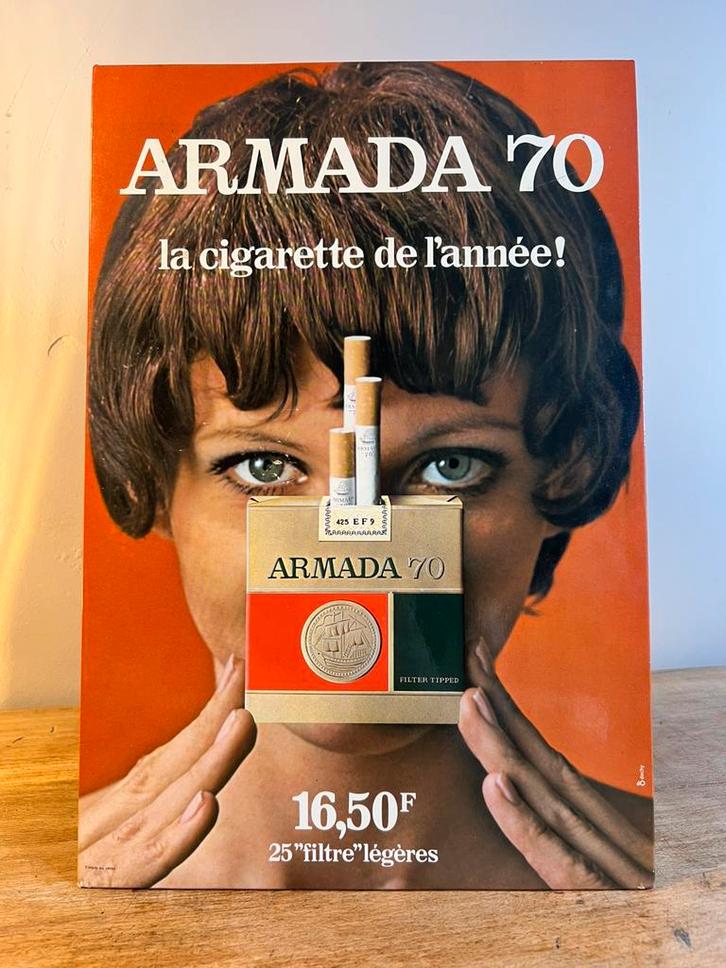 ARMADA '70
la cigarette de l'année!
425 EF9
ARMADA 70
FILTER TIPPED
16,50F
25"filtre"légères